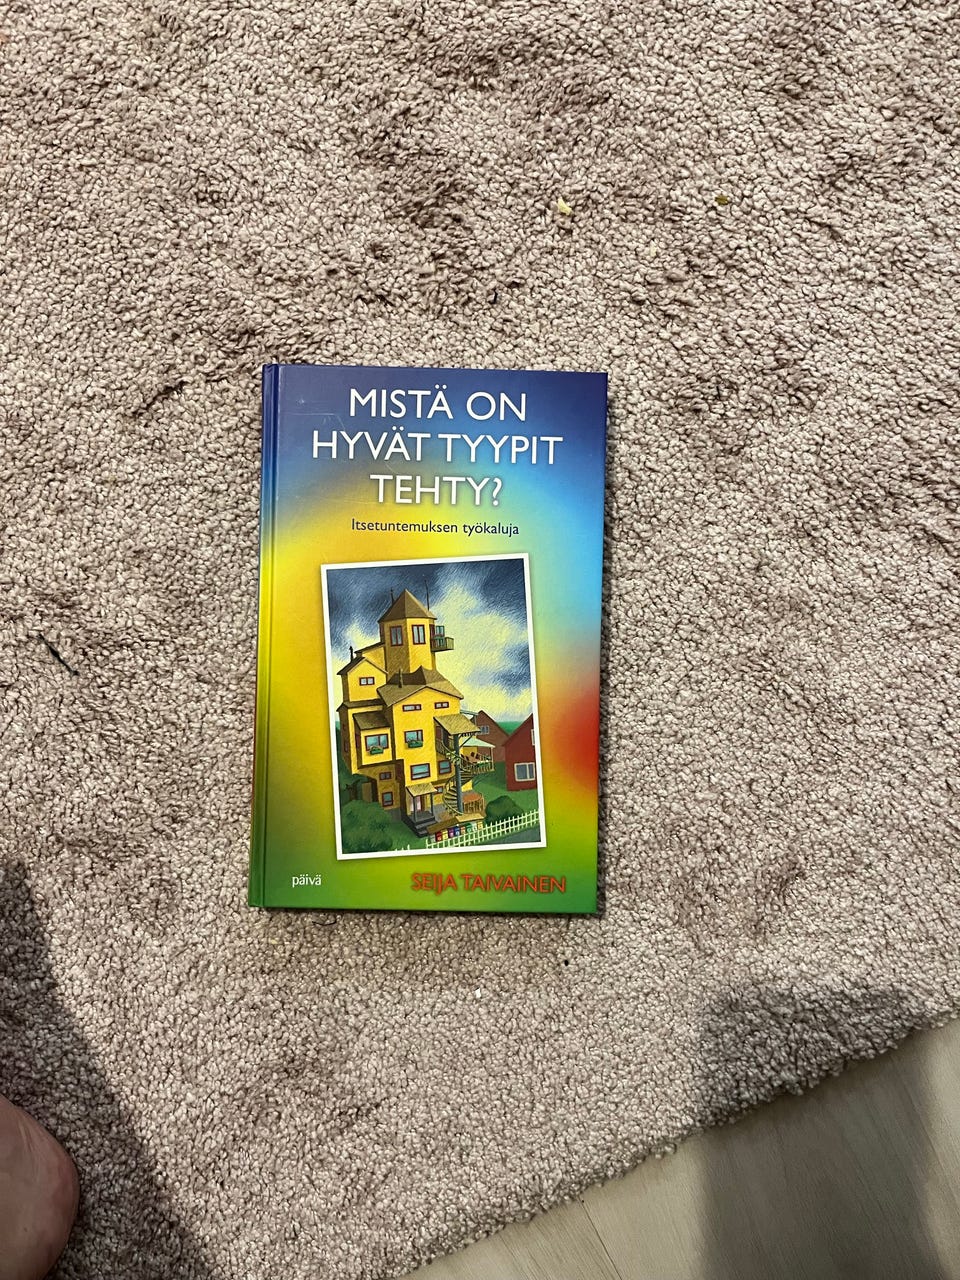 MISTÄ ON
HYVÄT TYYPIT
TEHTY?
Itsetuntemuksen työkaluja
päivä
SEIJA TAIVAINEN